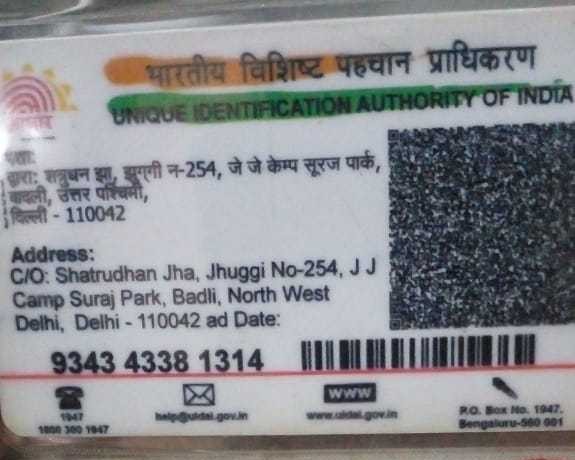 भारतीय विशिष्ट पहचान प्राधिकरण
UNIQUE IDENTIFICATION AUTHORITY OF INDIA
पता:
द्वारा: शत्रुधन झा, झुग्गी न-254, जे जे केम्प सूरज पार्क,
बादली, उत्तर पश्चिमी,
दिल्ली - 110042
Address:
C/O: Shatrudhan Jha, Jhuggi No-254, J J
Camp Suraj Park, Badli, North West
Delhi, Delhi - 110042 ad Date:
9343 4338 1314
1947
1800 300 1947
help@uidai.gov.in
www
www.uidai.gov.in
P.O. Box No. 1947,
Bengaluru-560 001